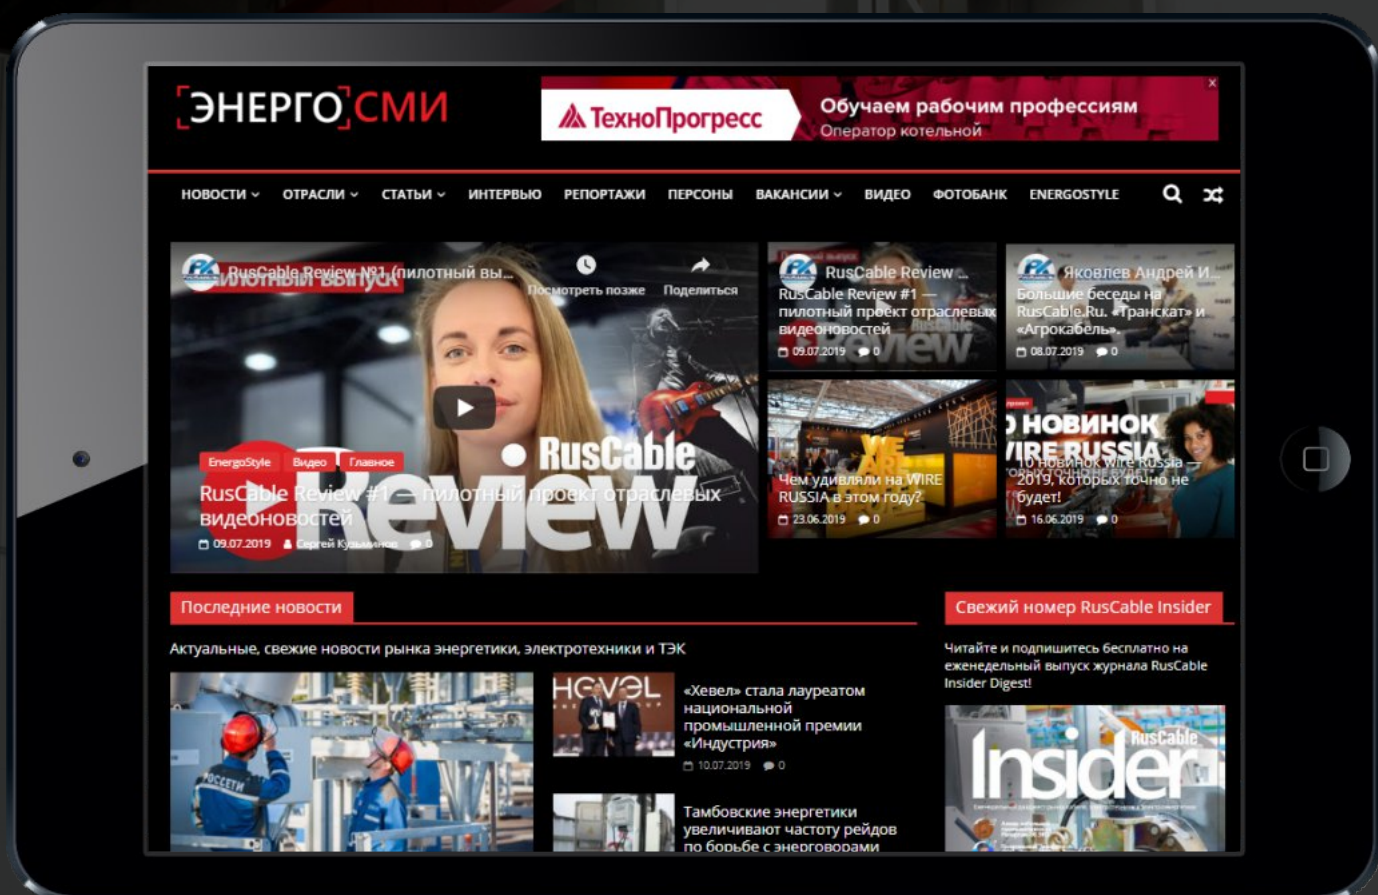 ЭНЕРГО СМИ
ТехноПрогресс
Обучаем рабочим профессиям
Оператор котельной
НОВОСТИ ОТРАСЛИ СТАТЬИ ИНТЕРВЬЮ РЕПОРТАЖИ ПЕРСОНЫ ВАКАНСИИ ВИДЕО ФОТОБАНК ENERGOSTYLE
RusCable Review №1 (пилотный вы...
пилотный выпуск
Посмотреть позже Поделиться
RusCable
Review
EnergoStyle Видео Главное
RusCable Review #1 — пилотный проект отраслевых
видеоновостей
09.07.2019 Сергей Кузьминов 0
RusCable Review ...
RusCable Review #1 —
пилотный проект отраслевых
видеоновостей
RusCable
Review
09.07.2019 0
Яковлев Андрей И...
Большие беседы на
RusCable.Ru. «Транскат» и
«Агрокабель».
08.07.2019 0
WE
ARE
Чем удивляли на WIRE
RUSSIA в этом году?
23.06.2019 0
НОВИНОК
WIRE RUSSIA
10 новинок wire Russia —
2019, которых точно не
будет!
16.06.2019 0
Последние новости
Актуальные, свежие новости рынка энергетики, электротехники и ТЭК
РОССЕТИ
HEVEL
«Хевел» стала лауреатом
национальной
промышленной премии
«Индустрия»
10.07.2019 0
Тамбовские энергетики
увеличивают частоту рейдов
по борьбе с энерговорами
Свежий номер RusCable Insider
Читайте и подпишитесь бесплатно на
еженедельный выпуск журнала RusCable
Insider Digest!
RusCable
Insider